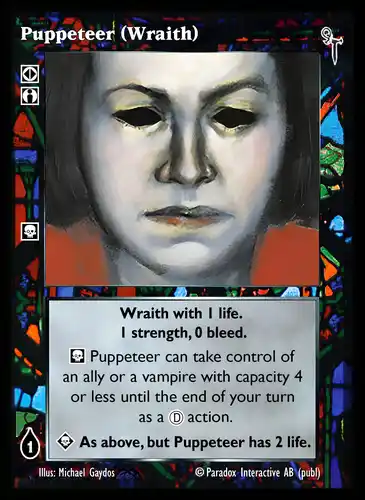 Puppeteer (Wraith)
Wraith with 1 life.
1 strength, 0 bleed.
Puppeteer can take control of
an ally or a vampire with capacity 4
or less until the end of your turn
as a Ⓓ action.
As above, but Puppeteer has 2 life.
1
Illus: Michael Gaydos © Paradox Interactive AB (publ)